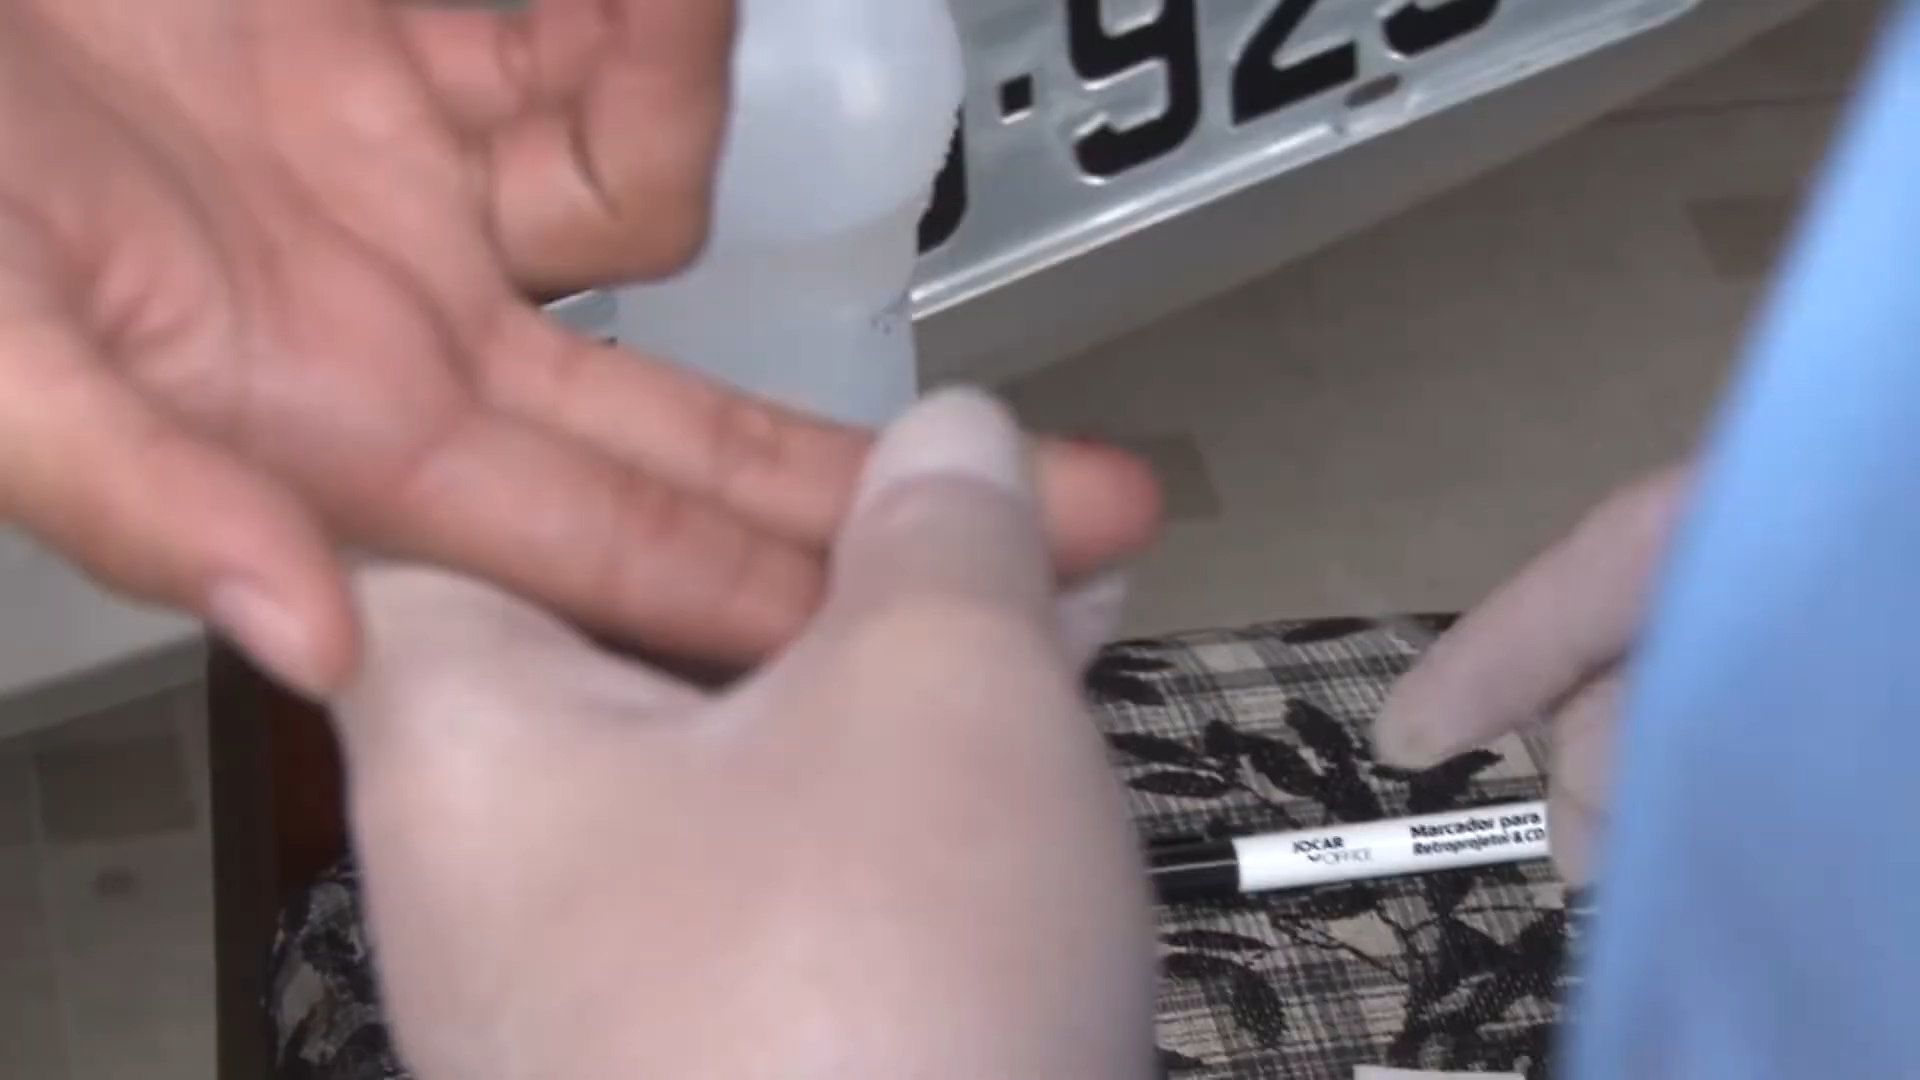 ·923
JOCAR
OFFICE
Marcador para
Retroprojetor & CD